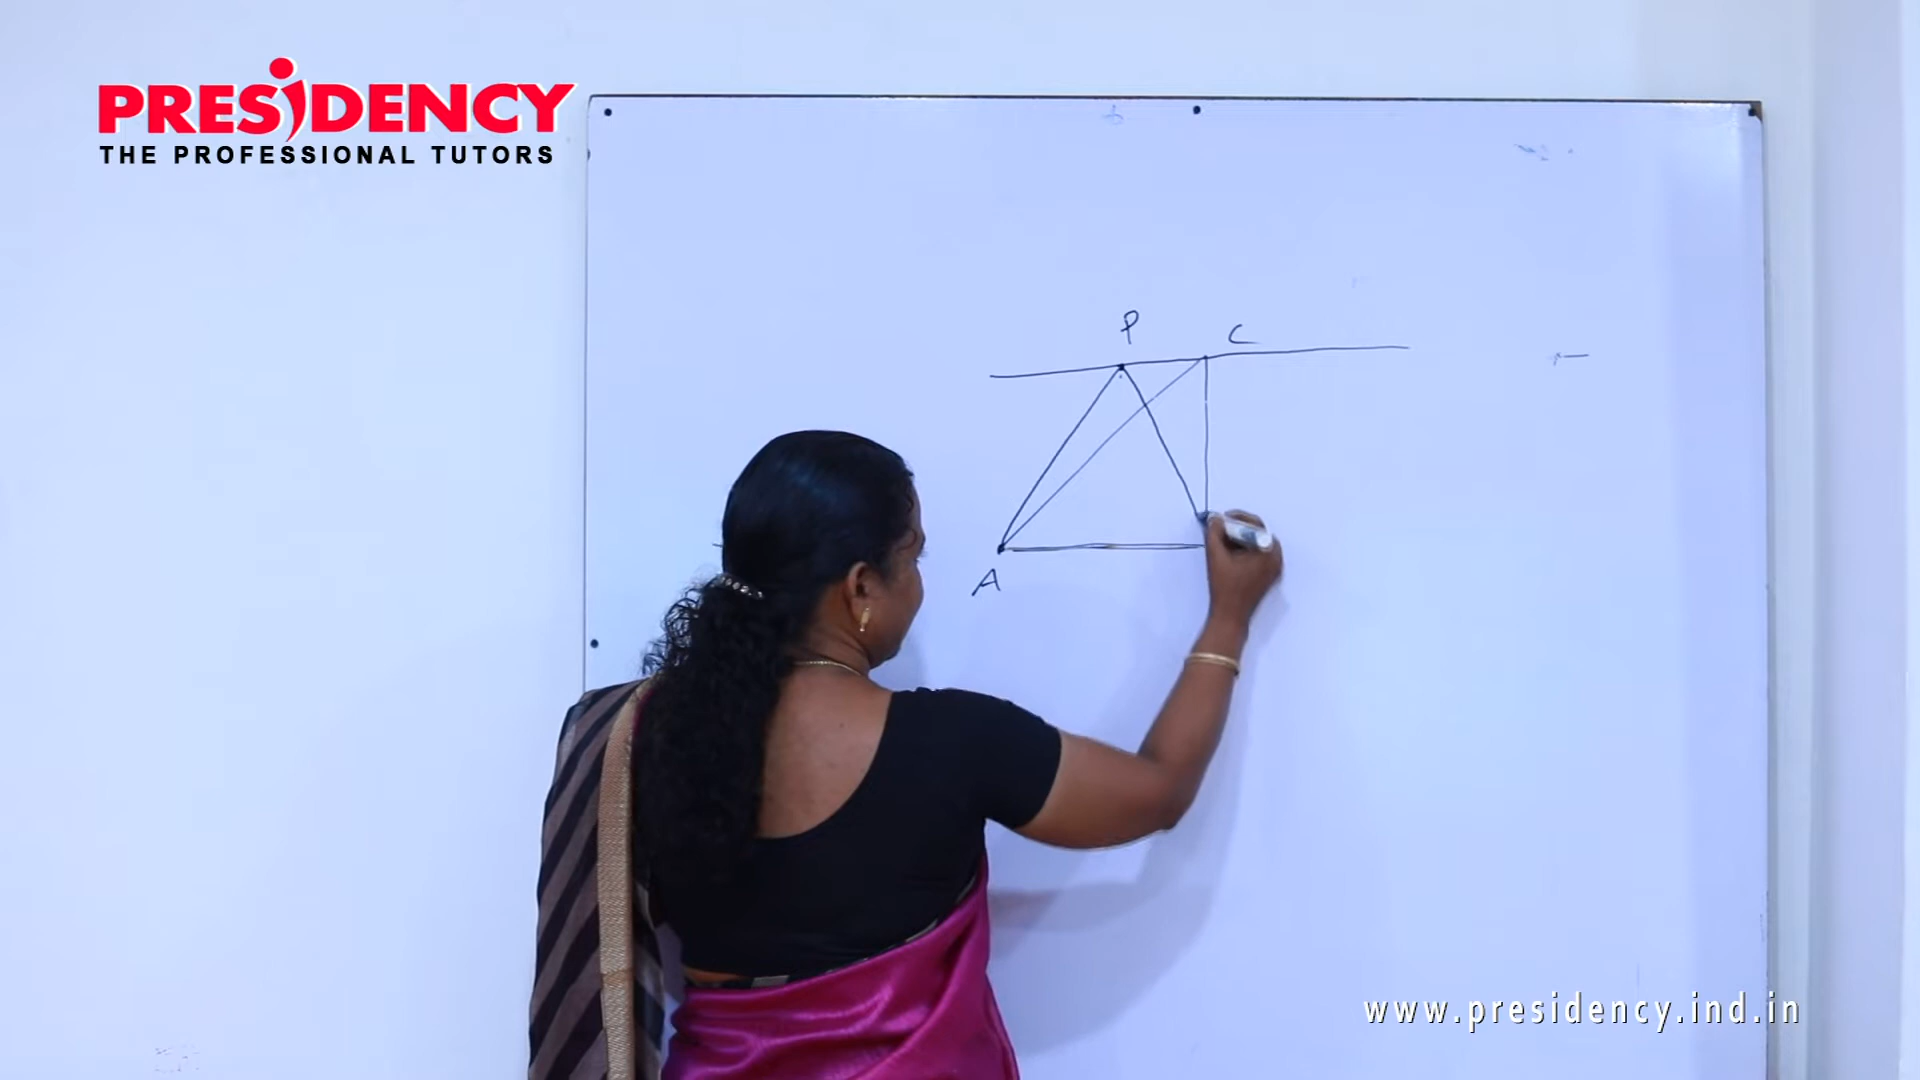 PRESIDENCY
THE PROFESSIONAL TUTORS
P C
A
www.presidency.ind.in